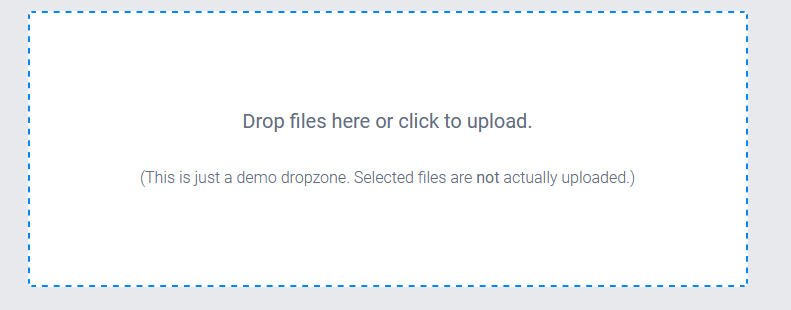 Drop files here or click to upload.
(This is just a demo dropzone. Selected files are not actually uploaded.)